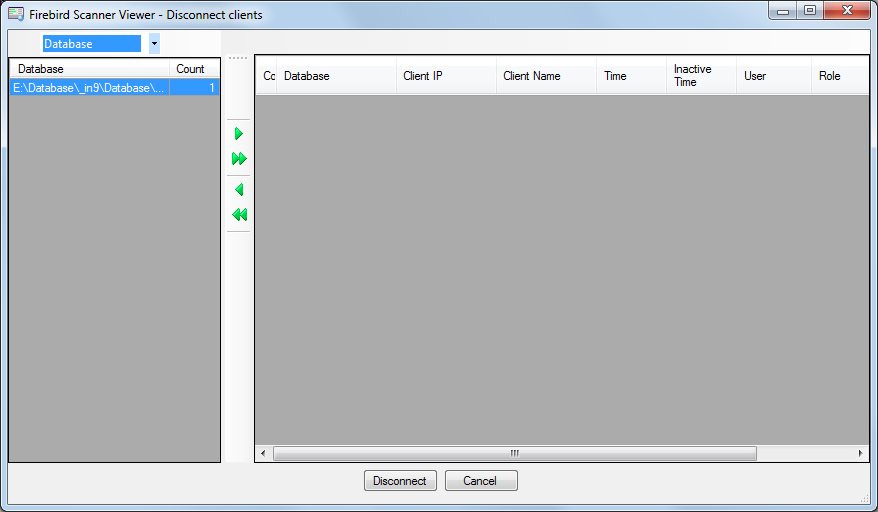 Firebird Scanner Viewer - Disconnect clients
Database
Database Count
E:\Database\_in9\Database\... 1
Co Database Client IP Client Name Time Inactive Time User Role
Disconnect Cancel